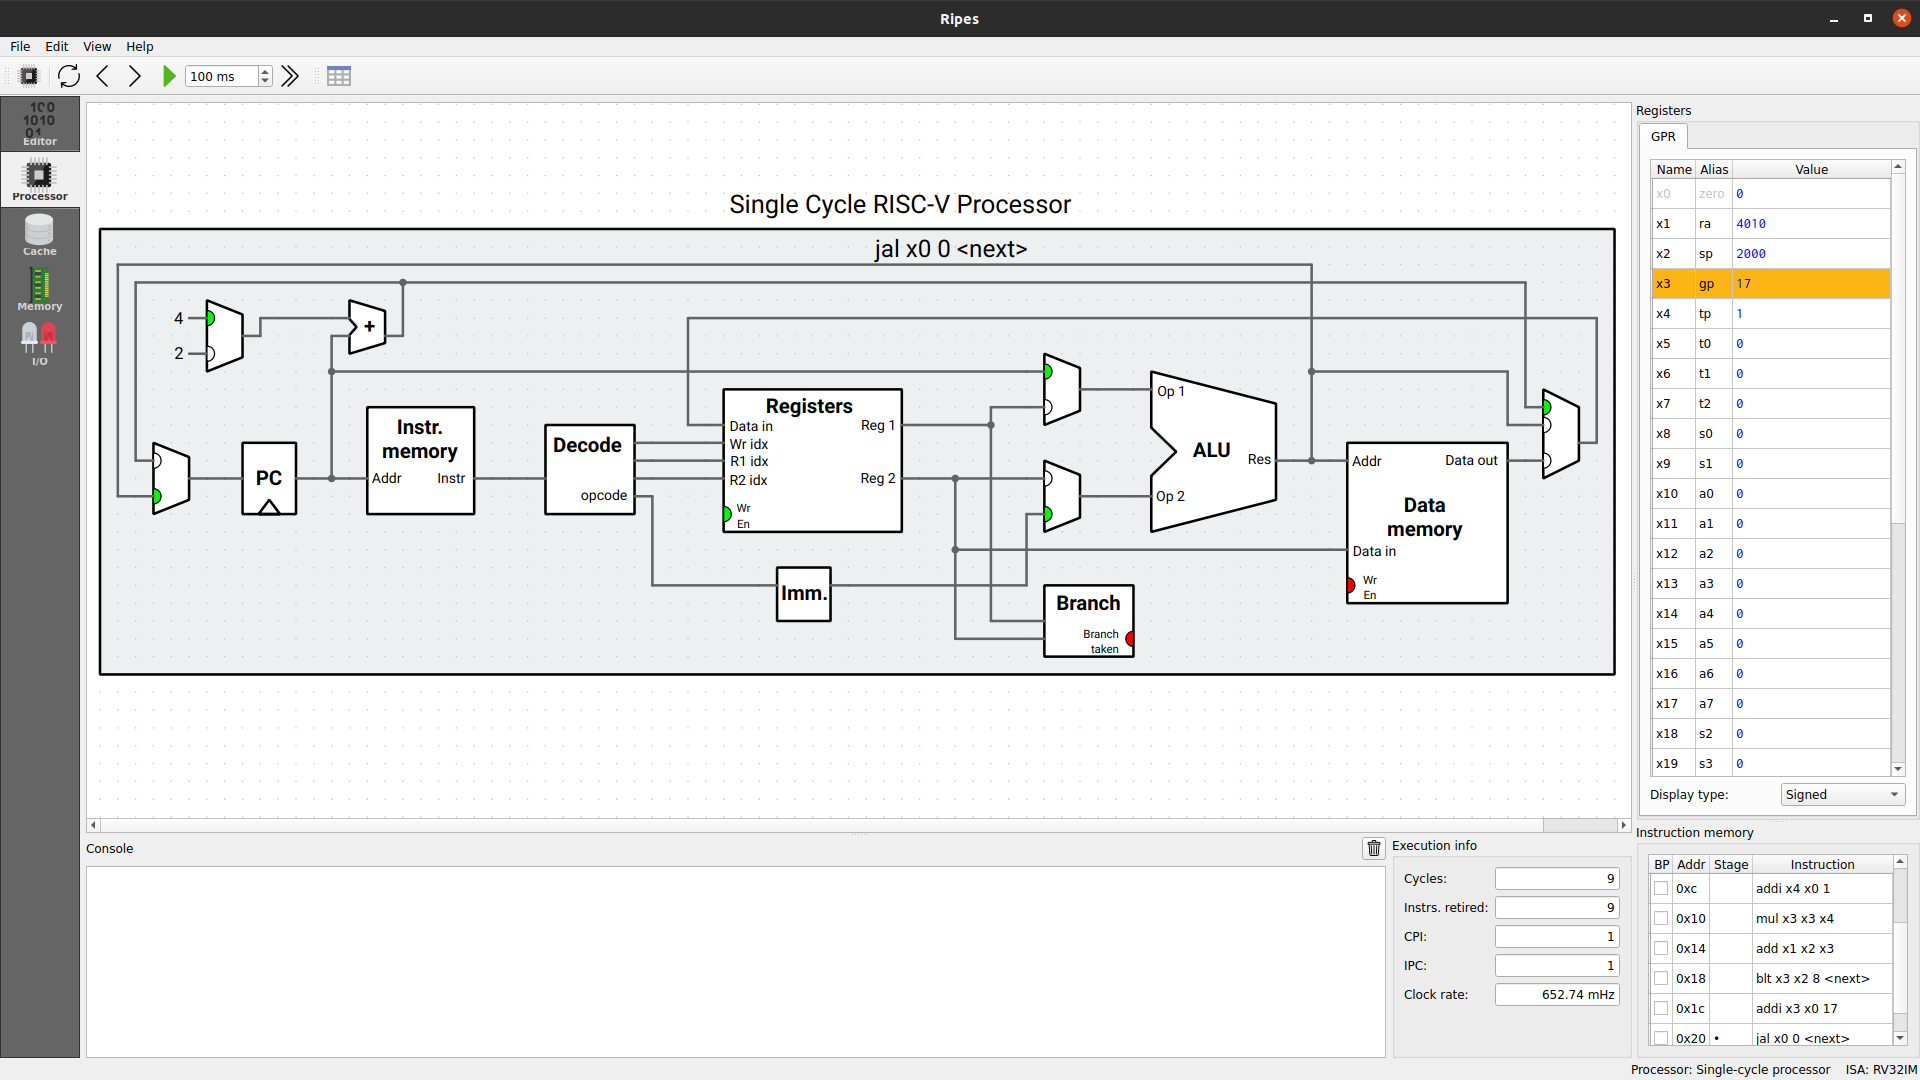 Ripes
File Edit View Help
100 ms
Editor
Processor
Cache
Memory
I/O
Single Cycle RISC-V Processor
jal x0 0 <next>
4
2
+
PC
Instr.
memory
Addr Instr
Decode
opcode
Registers
Data in Reg 1
Wr idx
R1 idx
R2 idx Reg 2
Wr
En
Imm.
Op 1
ALU
Res
Op 2
Branch
Branch
taken
Addr Data out
Data
memory
Data in
Wr
En
Registers
GPR
Name Alias Value
x0 zero 0
x1 ra 4010
x2 sp 2000
x3 gp 17
x4 tp 1
x5 t0 0
x6 t1 0
x7 t2 0
x8 s0 0
x9 s1 0
x10 a0 0
x11 a1 0
x12 a2 0
x13 a3 0
x14 a4 0
x15 a5 0
x16 a6 0
x17 a7 0
x18 s2 0
x19 s3 0
Display type: Signed
Console
Execution info
Cycles: 9
Instrs. retired: 9
CPI: 1
IPC: 1
Clock rate: 652.74 mHz
Instruction memory
BP Addr Stage Instruction
0xc addi x4 x0 1
0x10 mul x3 x3 x4
0x14 add x1 x2 x3
0x18 blt x3 x2 8 <next>
0x1c addi x3 x0 17
0x20 • jal x0 0 <next>
Processor: Single-cycle processor ISA: RV32IM